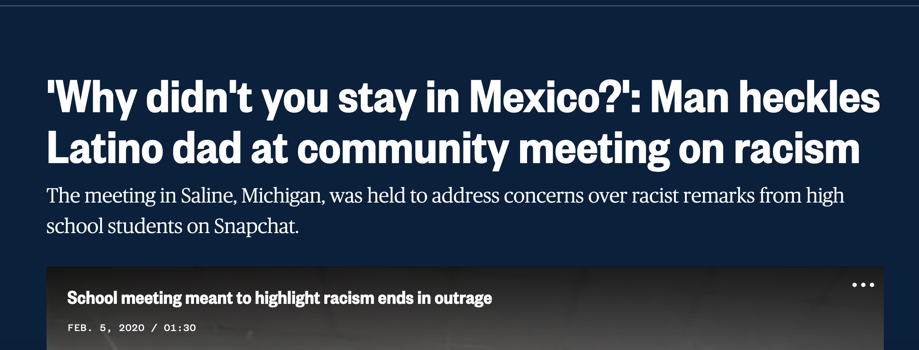 'Why didn't you stay in Mexico?': Man heckles
Latino dad at community meeting on racism
The meeting in Saline, Michigan, was held to address concerns over racist remarks from high
school students on Snapchat.
School meeting meant to highlight racism ends in outrage
FEB. 5, 2020 / 01:30